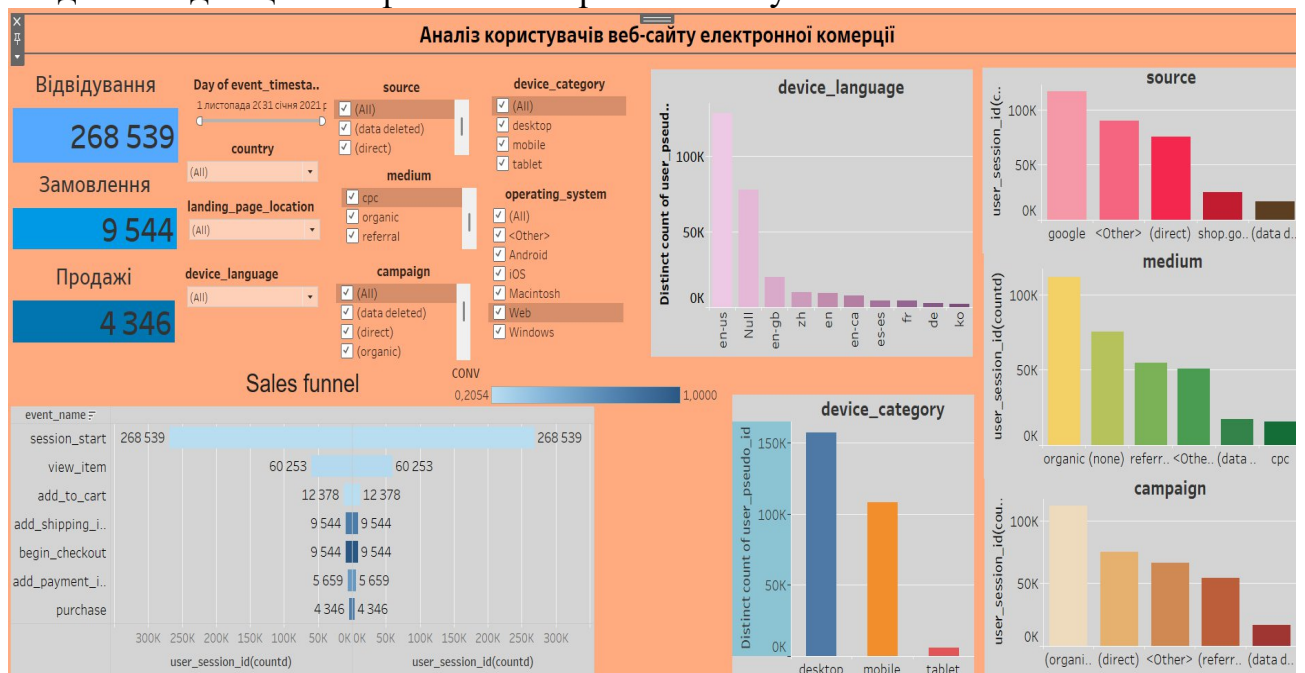 Аналіз користувачів веб-сайту електронної комерції
Відвідування
268 539
Замовлення
9 544
Продажі
4 346
Day of event_timesta..
31 січня 2021 р
country
(All)
landing_page_location
(All)
device_language
(All)
source
(All)
(data deleted)
(direct)
medium
cpc
organic
referral
campaign
(All)
(data deleted)
(direct)
(organic)
device_category
(All)
desktop
mobile
tablet
operating_system
(All)
<Other>
Android
iOS
Macintosh
Web
Windows
device_language
Distinct count of user_pseud..
100K
50K
0K
en-us
Null
en-gb
zh
en
en-ca
es-es
fr
de
ko
source
user_session_id(c..
100K
50K
0K
google <Other> (direct) shop.go.. (data d..
medium
user_session_id(countd)
100K
50K
0K
organic (none) referr.. <Othe.. (data .. cpc
campaign
user_session_id(cou..
100K
50K
0K
(organi.. (direct) <Other> (referr.. (data d..
Sales funnel
CONV
0,2054 1,0000
event_name
session_start 268 539 268 539
view_item 60 253 60 253
add_to_cart 12 378 12 378
add_shipping_i.. 9 544 9 544
begin_checkout 9 544 9 544
add_payment_i.. 5 659 5 659
purchase 4 346 4 346
300K 250K 200K 150K 100K 50K 0K 0K 50K 100K 150K 200K 250K 300K
user_session_id(countd) user_session_id(countd)
device_category
Distinct count of user_pseudo_id
150K
100K
50K
0K
desktop mobile tablet